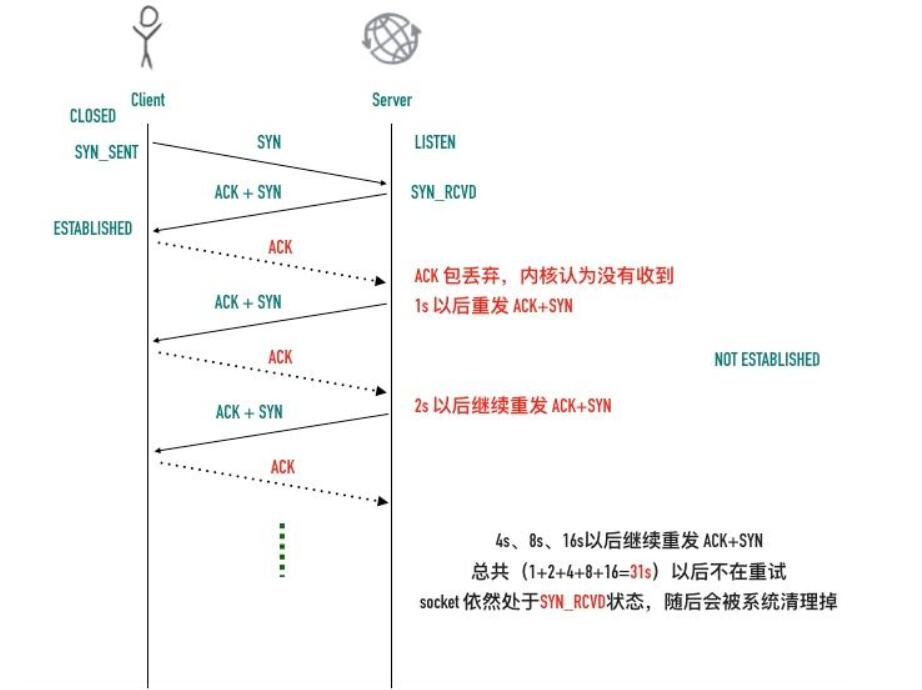 Client
Server
CLOSED
SYN_SENT
SYN
LISTEN
ACK + SYN
SYN_RCVD
ESTABLISHED
ACK
ACK 包丢弃，内核认为没有收到
ACK + SYN
1s 以后重发 ACK+SYN
ACK
NOT ESTABLISHED
ACK + SYN
2s 以后继续重发 ACK+SYN
ACK
4s、8s、16s以后继续重发 ACK+SYN
总共（1+2+4+8+16=31s）以后不在重试
socket 依然处于SYN_RCVD状态，随后会被系统清理掉